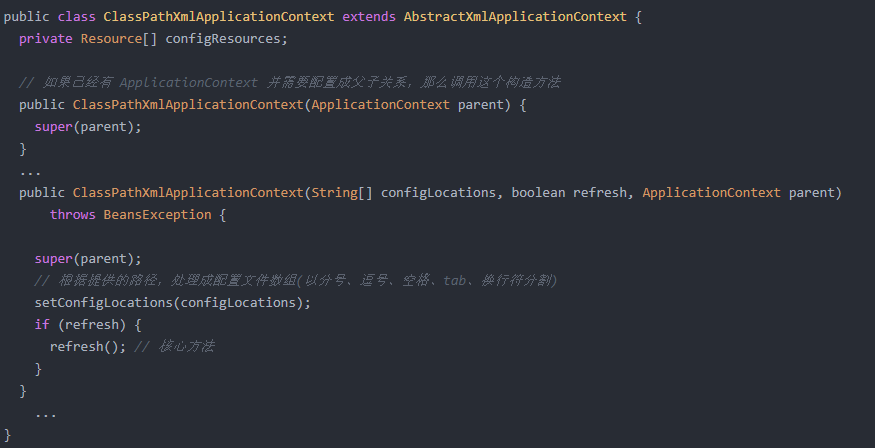 public class ClassPathXmlApplicationContext extends AbstractXmlApplicationContext {
  private Resource[] configResources;

  // 如果已经有 ApplicationContext 并需要配置成父子关系，那么调用这个构造方法
  public ClassPathXmlApplicationContext(ApplicationContext parent) {
    super(parent);
  }
  ...
  public ClassPathXmlApplicationContext(String[] configLocations, boolean refresh, ApplicationContext parent)
      throws BeansException {

    super(parent);
    // 根据提供的路径，处理成配置文件数组(以分号、逗号、空格、tab、换行符分割)
    setConfigLocations(configLocations);
    if (refresh) {
      refresh(); // 核心方法
    }
  }
    ...
}